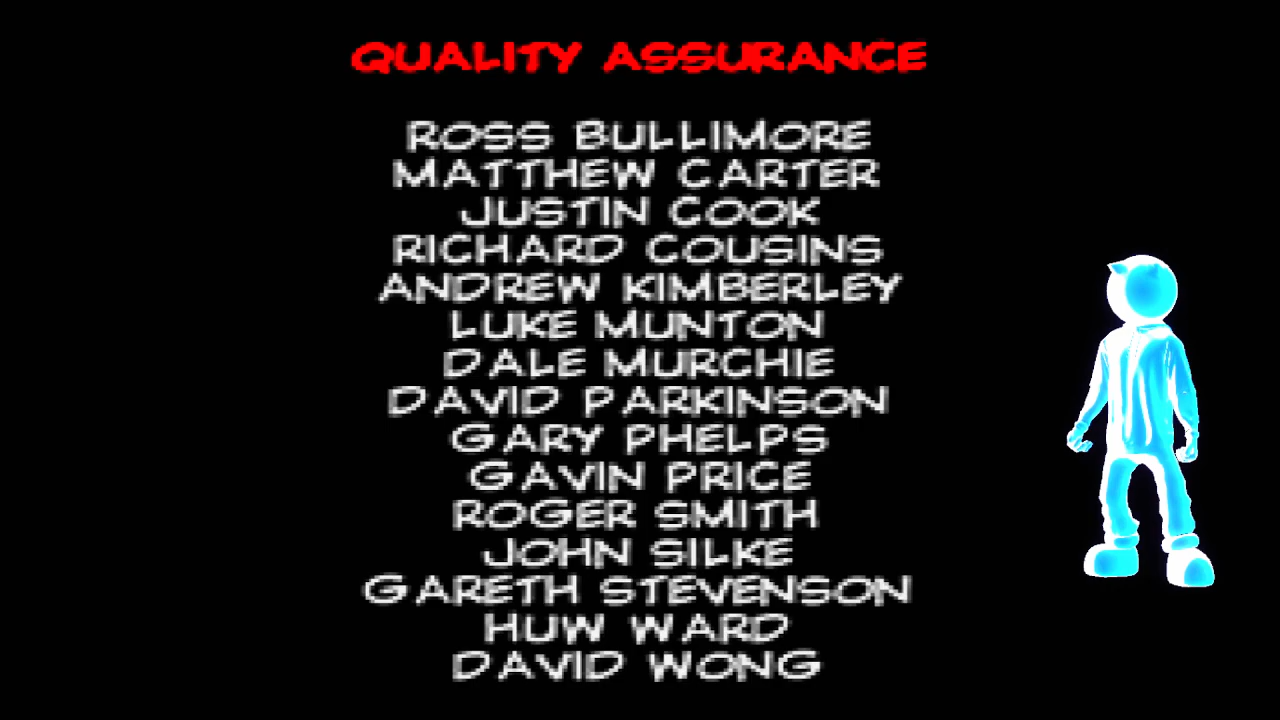 QUALITY ASSURANCE
ROSS BULLIMORE
MATTHEW CARTER
JUSTIN COOK
RICHARD COUSINS
ANDREW KIMBERLEY
LUKE MUNTON
DALE MURCHIE
DAVID PARKINSON
GARY PHELPS
GAVIN PRICE
ROGER SMITH
JOHN SILKE
GARETH STEVENSON
HUW WARD
DAVID WONG